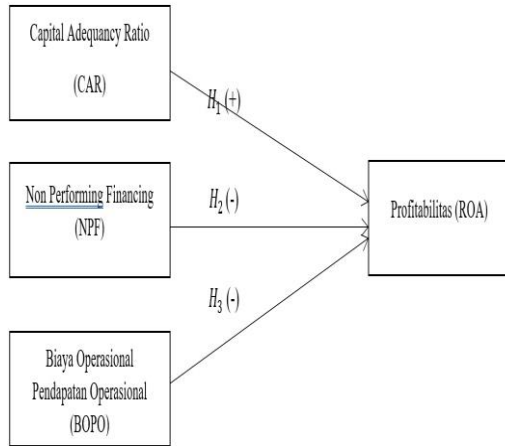 Capital Adequancy Ratio
(CAR)
H₁ (+)
Non Performing Financing
(NPF)
H₂ (-)
Profitabilitas (ROA)
H₃ (-)
Biaya Operasional
Pendapatan Operasional
(BOPO)